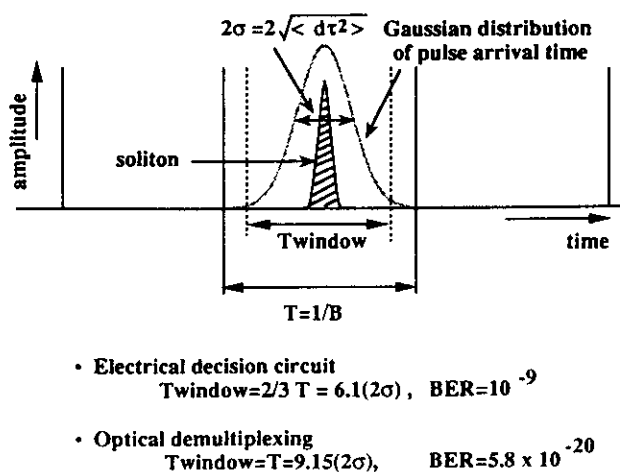 2σ=2√< dτ² >
Gaussian distribution
of pulse arrival time
amplitude
soliton
Twindow
time
T=1/B
• Electrical decision circuit
Twindow=2/3 T = 6.1(2σ) , BER=10 ⁻⁹
• Optical demultiplexing
Twindow=T=9.15(2σ), BER=5.8 x 10 ⁻²⁰